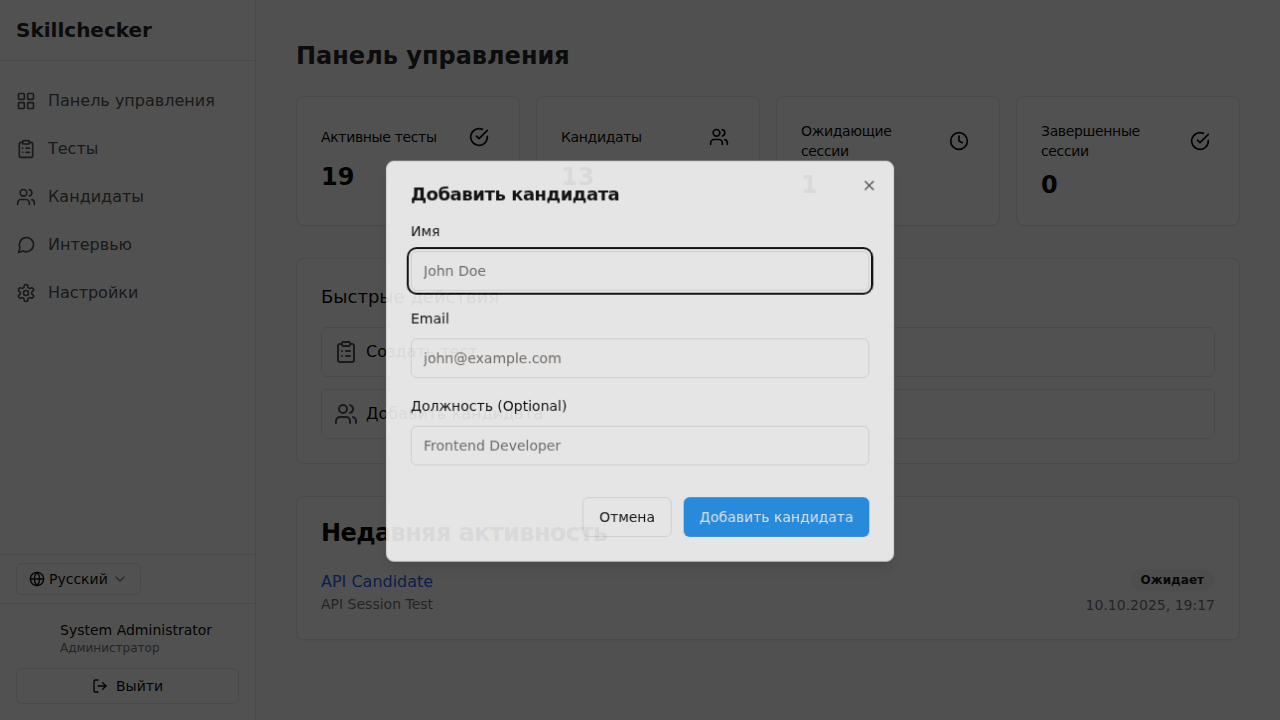 Skillchecker
Панель управления
Тесты
Кандидаты
Интервью
Настройки
Русский
System Administrator
Администратор
Выйти
Панель управления
Активные тесты
19
Кандидаты
13
Ожидающие
сессии
1
Завершенные
сессии
0
Быстрые действия
Создать тест
Добавить кандидата
Недавняя активность
API Candidate
API Session Test
Ожидает
10.10.2025, 19:17
Добавить кандидата
Имя
John Doe
Email
john@example.com
Должность (Optional)
Frontend Developer
Отмена
Добавить кандидата